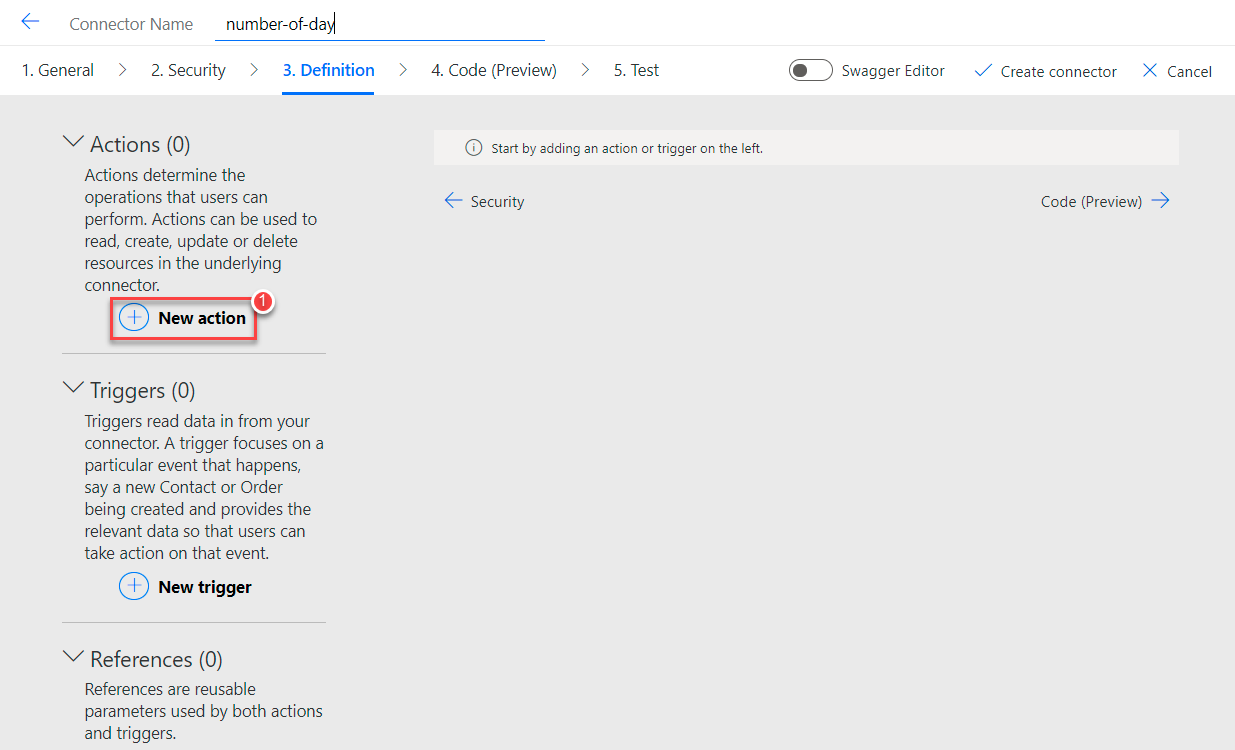 Connector Name number-of-day
1. General 2. Security 3. Definition 4. Code (Preview) 5. Test Swagger Editor Create connector Cancel
Actions (0)
Actions determine the
operations that users can
perform. Actions can be used to
read, create, update or delete
resources in the underlying
connector.
1
New action
Triggers (0)
Triggers read data in from your
connector. A trigger focuses on a
particular event that happens,
say a new Contact or Order
being created and provides the
relevant data so that users can
take action on that event.
New trigger
References (0)
References are reusable
parameters used by both actions
and triggers.
Start by adding an action or trigger on the left.
Security Code (Preview)